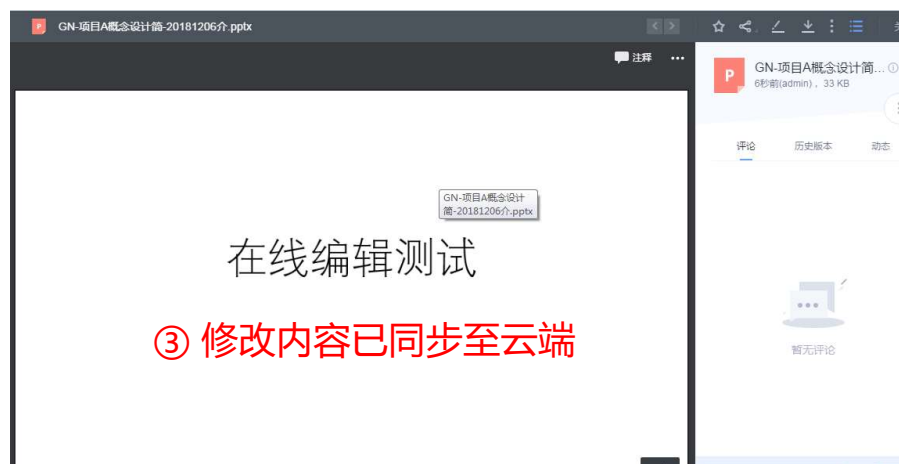 GN-项目A概念设计简-20181206介.pptx
注释
P
GN-项目A概念设计简...
6秒前(admin)，33 KB
评论
历史版本
动态
GN-项目A概念设计
简-20181206介.pptx
在线编辑测试
③ 修改内容已同步至云端
暂无评论